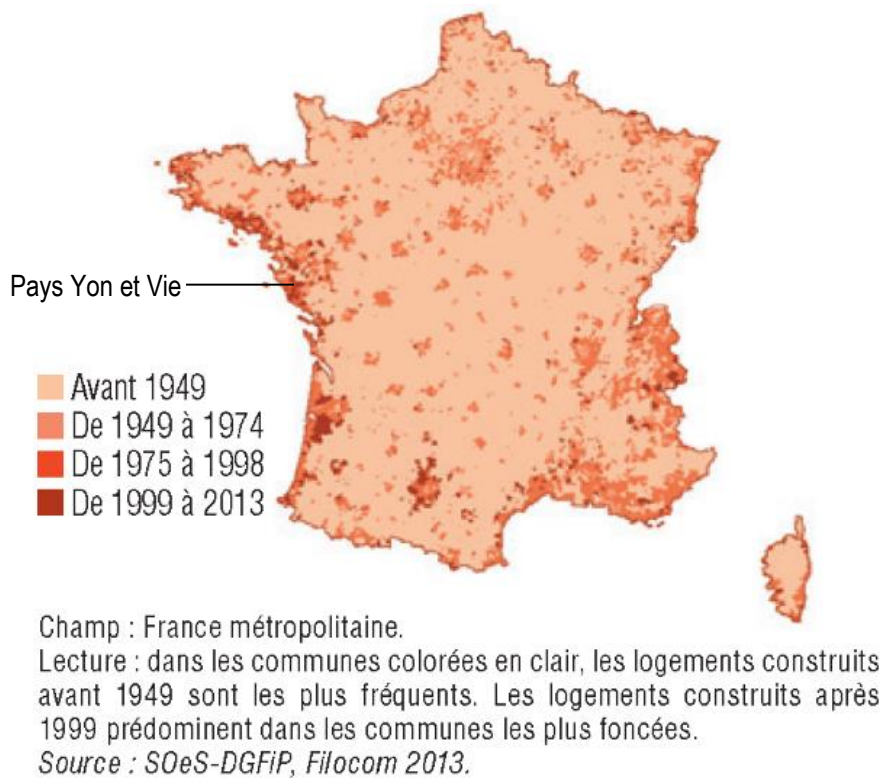 Pays Yon et Vie
Avant 1949
De 1949 à 1974
De 1975 à 1998
De 1999 à 2013
Champ : France métropolitaine.
Lecture : dans les communes colorées en clair, les logements construits
avant 1949 sont les plus fréquents. Les logements construits après
1999 prédominent dans les communes les plus foncées.
Source : SOeS-DGFiP, Filocom 2013.